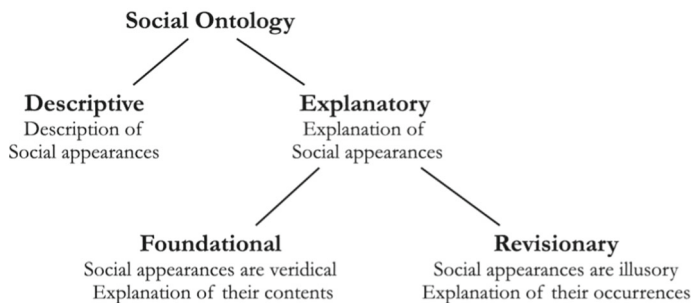 Social Ontology
Descriptive
Description of
Social appearances
Explanatory
Explanation of
Social appearances
Foundational
Social appearances are veridical
Explanation of their contents
Revisionary
Social appearances are illusory
Explanation of their occurrences